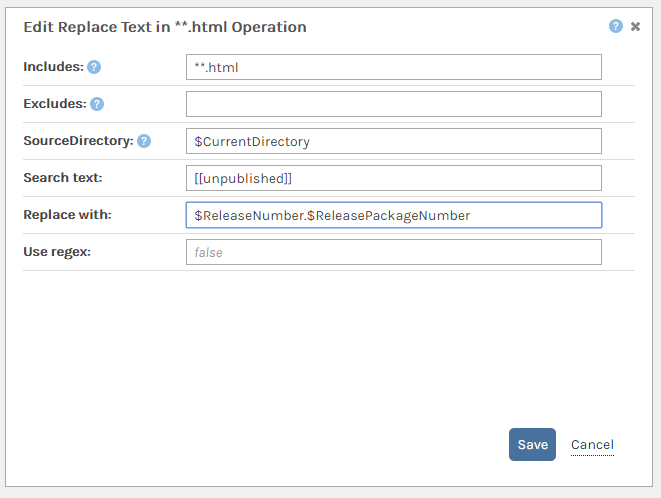 Edit Replace Text in **.html Operation ? ✖
Includes: ? **.html
Excludes: ?
SourceDirectory: ? $CurrentDirectory
Search text: [[unpublished]]
Replace with: $ReleaseNumber.$ReleasePackageNumber
Use regex: false
Save Cancel